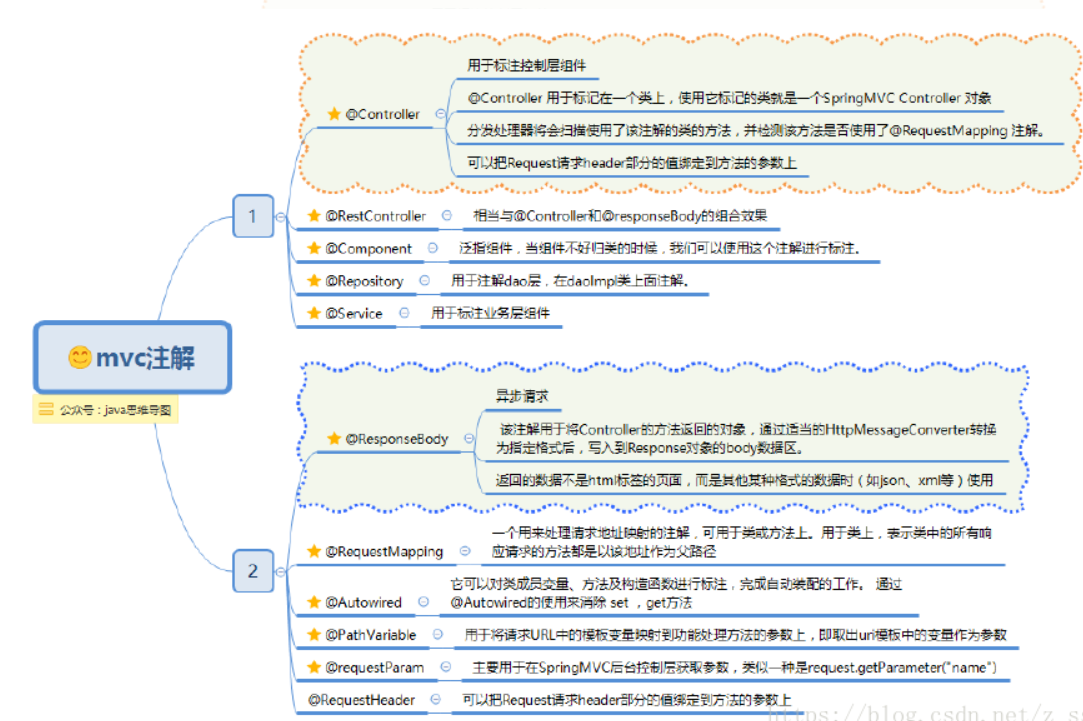 用于标注控制层组件
@Controller 用于标记在一个类上，使用它标记的类就是一个SpringMVC Controller 对象
@Controller
分发处理器将会扫描使用了该注解的类的方法，并检测该方法是否使用了@RequestMapping 注解。
可以把Request请求header部分的值绑定到方法的参数上
1
@RestController 相当与@Controller和@responseBody的组合效果
@Component 泛指组件，当组件不好归类的时候，我们可以使用这个注解进行标注。
@Repository 用于注解dao层，在daoImpl类上面注解。
@Service 用于标注业务层组件
mvc注解
公众号：java思维导图
异步请求
@ResponseBody
该注解用于将Controller的方法返回的对象，通过适当的HttpMessageConverter转换
为指定格式后，写入到Response对象的body数据区。
返回的数据不是html标签的页面，而是其他某种格式的数据时（如json、xml等）使用
2
@RequestMapping
一个用来处理请求地址映射的注解，可用于类或方法上。用于类上，表示类中的所有响
应请求的方法都是以该地址作为父路径
@Autowired
它可以对类成员变量、方法及构造函数进行标注，完成自动装配的工作。 通过
@Autowired的使用来消除 set ，get方法
@PathVariable 用于将请求URL中的模板变量映射到功能处理方法的参数上，即取出uri模板中的变量作为参数
@requestParam 主要用于在SpringMVC后台控制层获取参数，类似一种是request.getParameter("name")
@RequestHeader 可以把Request请求header部分的值绑定到方法的参数上